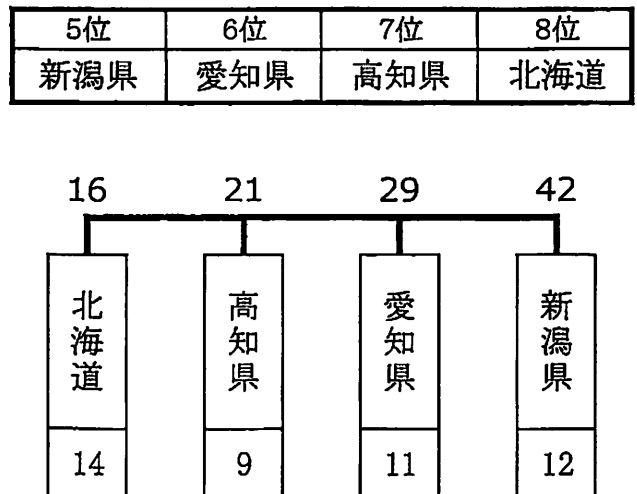 5位 6位 7位 8位
新潟県 愛知県 高知県 北海道
16 21 29 42
北海道 高知県 愛知県 新潟県
14 9 11 12